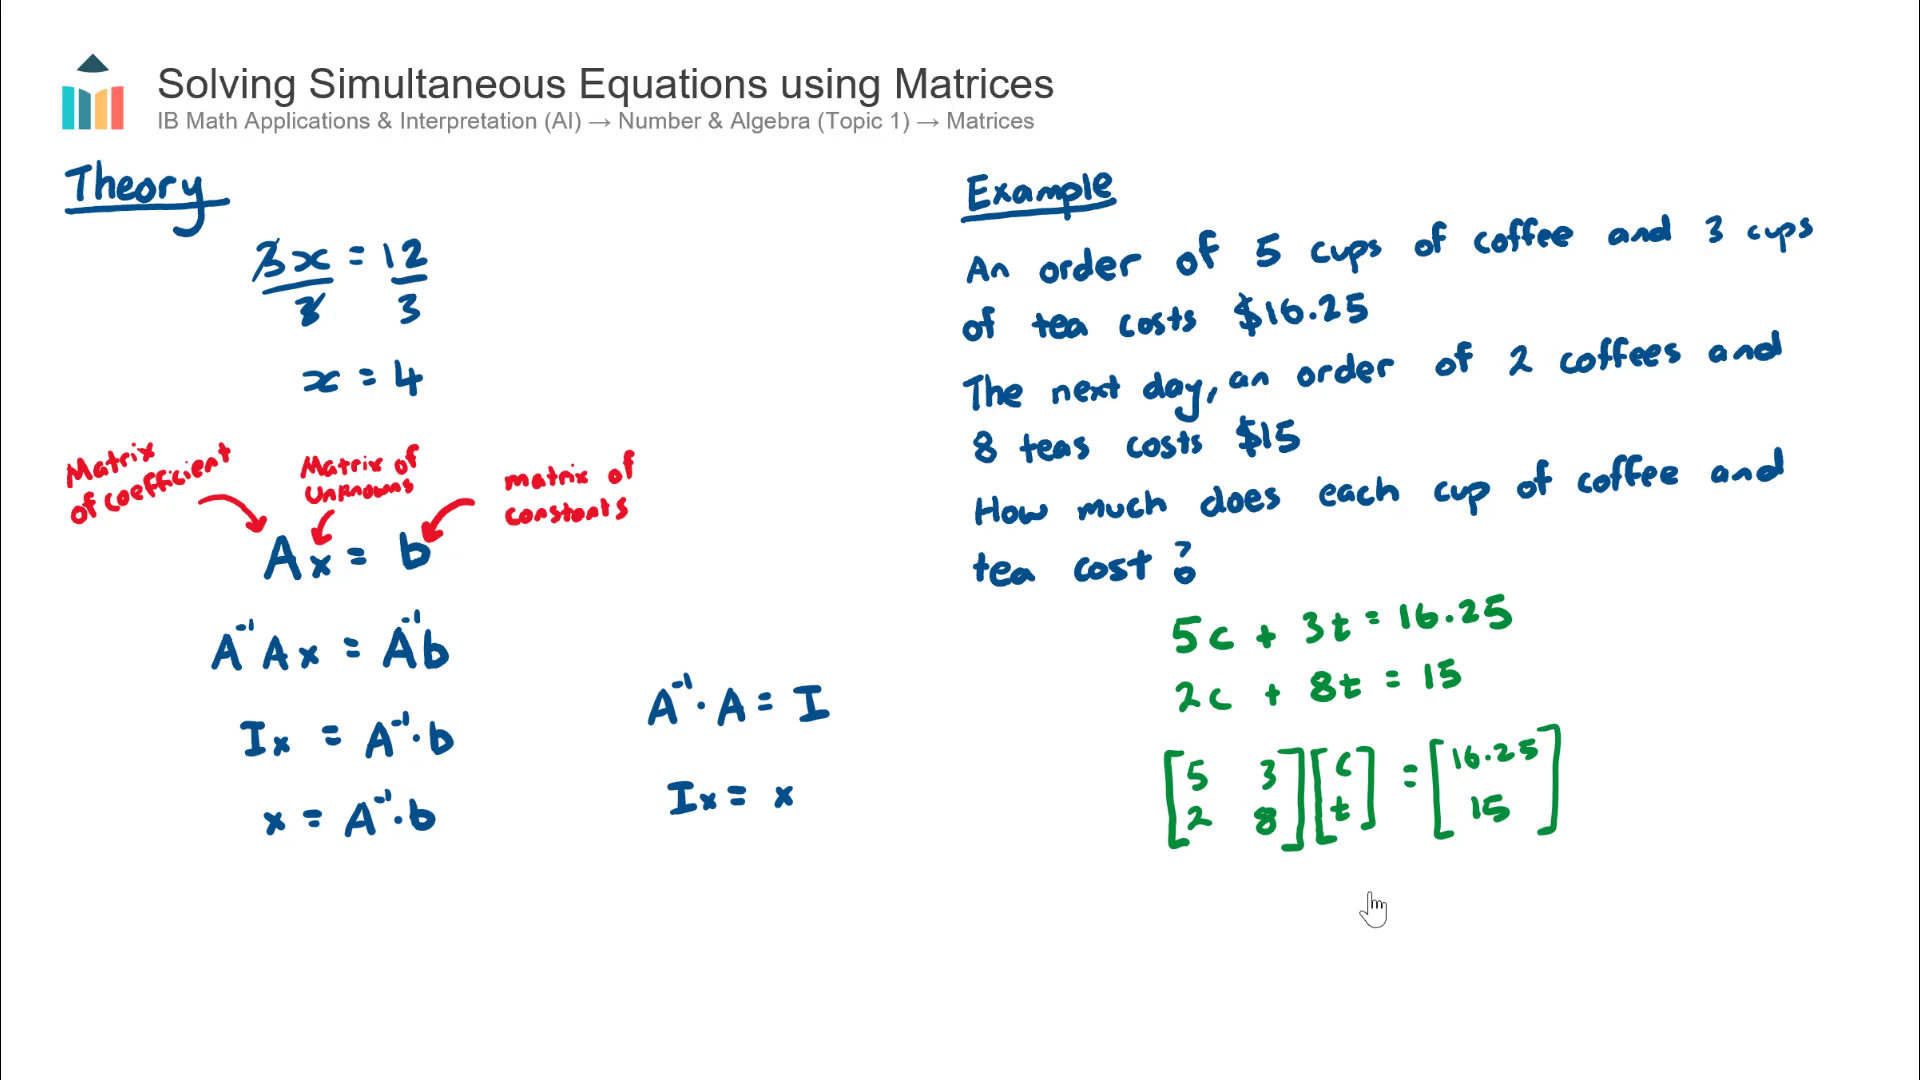 Solving Simultaneous Equations using Matrices
IB Math Applications & Interpretation (AI) → Number & Algebra (Topic 1) → Matrices
Theory
3x = 12
3 3
x = 4
Matrix
of coefficient
Matrix of
Unknowns
matrix of
constants
Ax = b
A⁻¹Ax = A⁻¹b
Ix = A⁻¹·b
x = A⁻¹·b
A⁻¹·A = I
Ix = x
Example
An order of 5 cups of coffee and 3 cups
of tea costs $16.25
The next day, an order of 2 coffees and
8 teas costs $15
How much does each cup of coffee and
tea cost?
5c + 3t = 16.25
2c + 8t = 15
[5 3] [c] = [16.25]
[2 8] [t] [15]